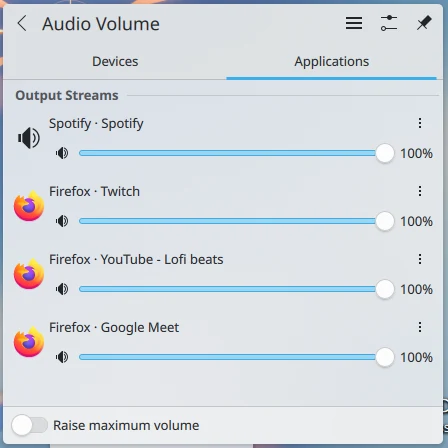 Audio Volume
Devices
Applications
Output Streams
Spotify · Spotify
100%
Firefox · Twitch
100%
Firefox · YouTube - Lofi beats
100%
Firefox · Google Meet
100%
Raise maximum volume